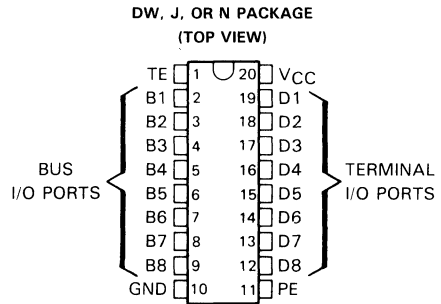 DW, J, OR N PACKAGE
(TOP VIEW)
TE 1 20 VCC
B1 2 19 D1
B2 3 18 D2
B3 4 17 D3
B4 5 16 D4
B5 6 15 D5
B6 7 14 D6
B7 8 13 D7
B8 9 12 D8
GND 10 11 PE
BUS
I/O PORTS
TERMINAL
I/O PORTS